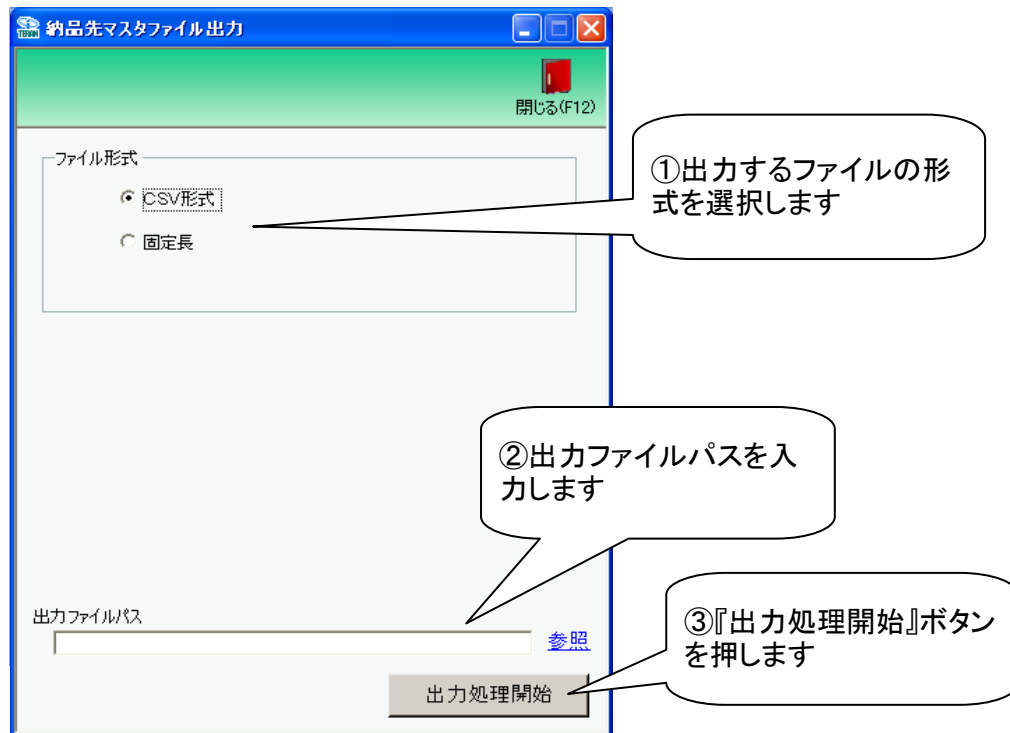 TERAN
納品先マスタファイル出力
閉じる(F12)
ファイル形式
CSV形式
固定長
①出力するファイルの形
式を選択します
②出力ファイルパスを入
力します
出力ファイルパス
参照
③『出力処理開始』ボタン
を押します
出力処理開始